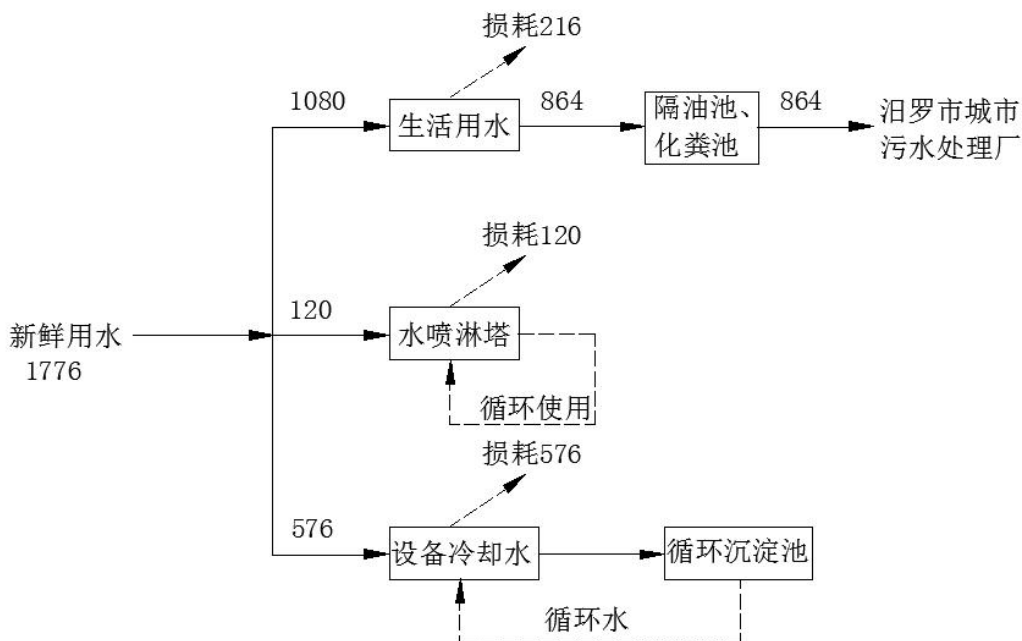 损耗216
1080
生活用水
864
隔油池、
化粪池
864
汨罗市城市
污水处理厂
损耗120
120
水喷淋塔
新鲜用水
1776
循环使用
损耗576
576
设备冷却水
循环沉淀池
循环水